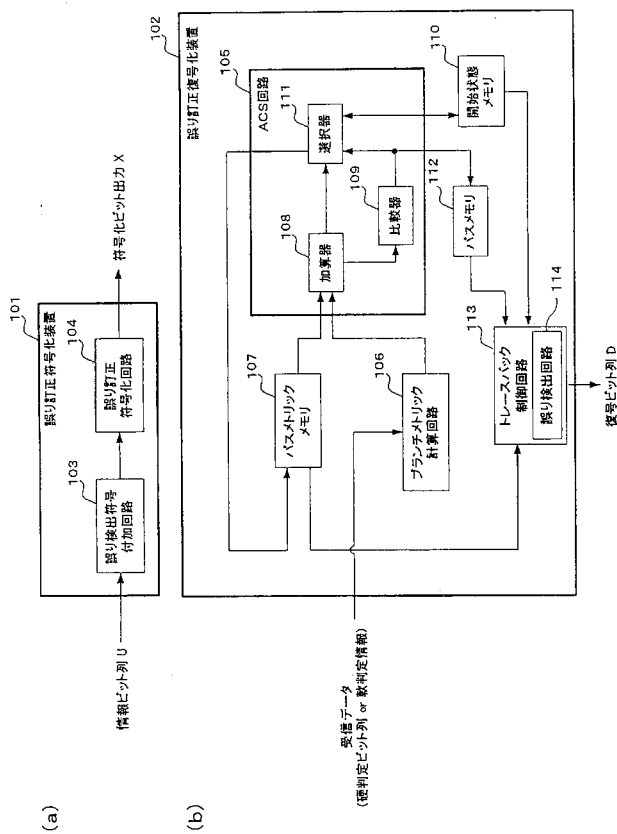 (a)
101
誤り訂正符号化装置
情報ビット列 U
103
誤り検出符号
付加回路
104
誤り訂正
符号化回路
符号化ビット出力 X
(b)
102
誤り訂正復号化装置
受信データ
(硬判定ビット列 or 軟判定情報)
107
パスメトリック
メモリ
106
ブランチメトリック
計算回路
105
ACS回路
108
加算器
111
選択器
109
比較器
110
開始状態
メモリ
112
パスメモリ
113
トレースバック
制御回路
114
誤り検出回路
復号ビット列 D